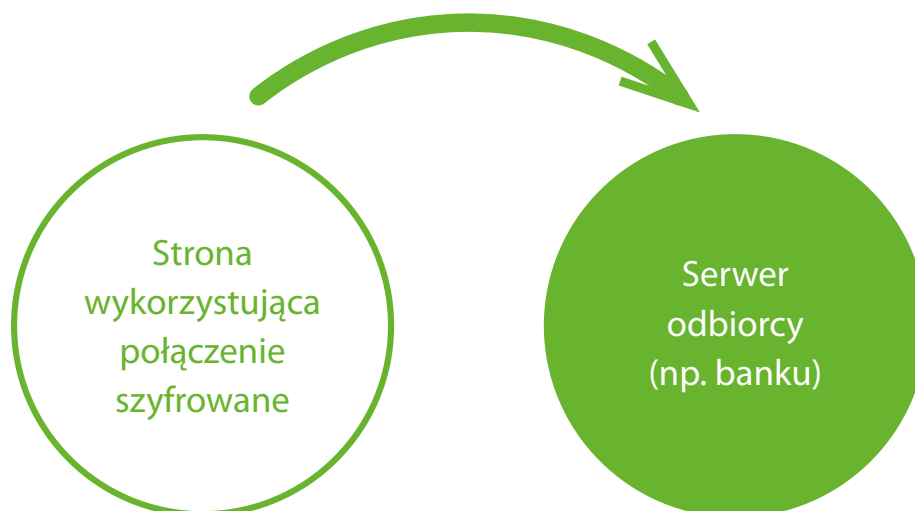 Strona
wykorzystująca
połączenie
szyfrowane
Serwer
odbiorcy
(np. banku)